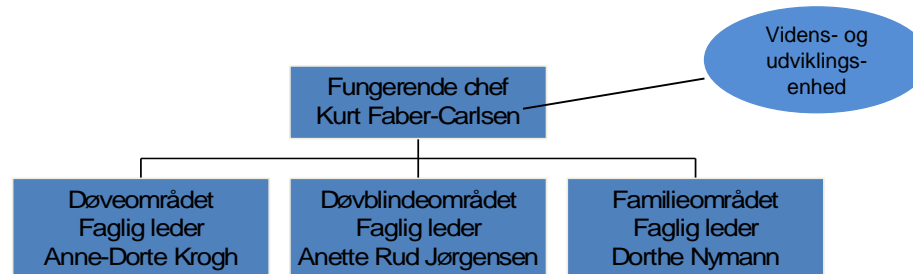 Videns- og
udviklings-
enhed
Fungerende chef
Kurt Faber-Carlsen
Døveområdet
Faglig leder
Anne-Dorte Krogh
Døvblindeområdet
Faglig leder
Anette Rud Jørgensen
Familieområdet
Faglig leder
Dorthe Nymann